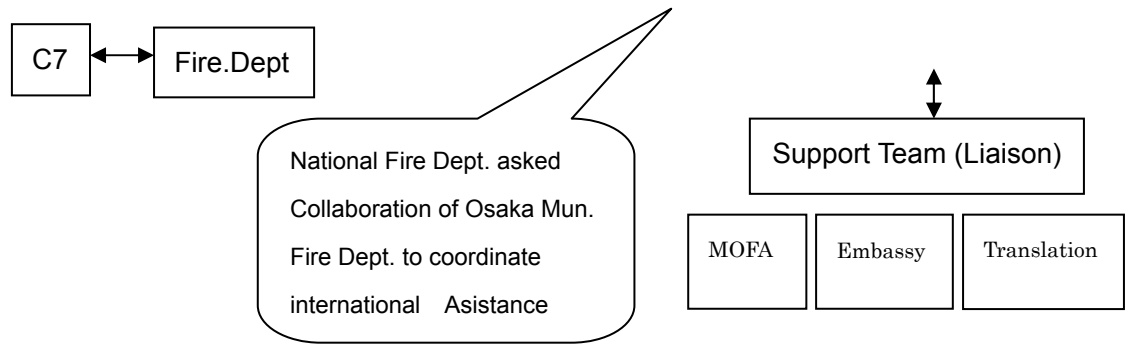 C7
Fire.Dept
National Fire Dept. asked
Collaboration of Osaka Mun.
Fire Dept. to coordinate
international Asistance
Support Team (Liaison)
MOFA
Embassy
Translation